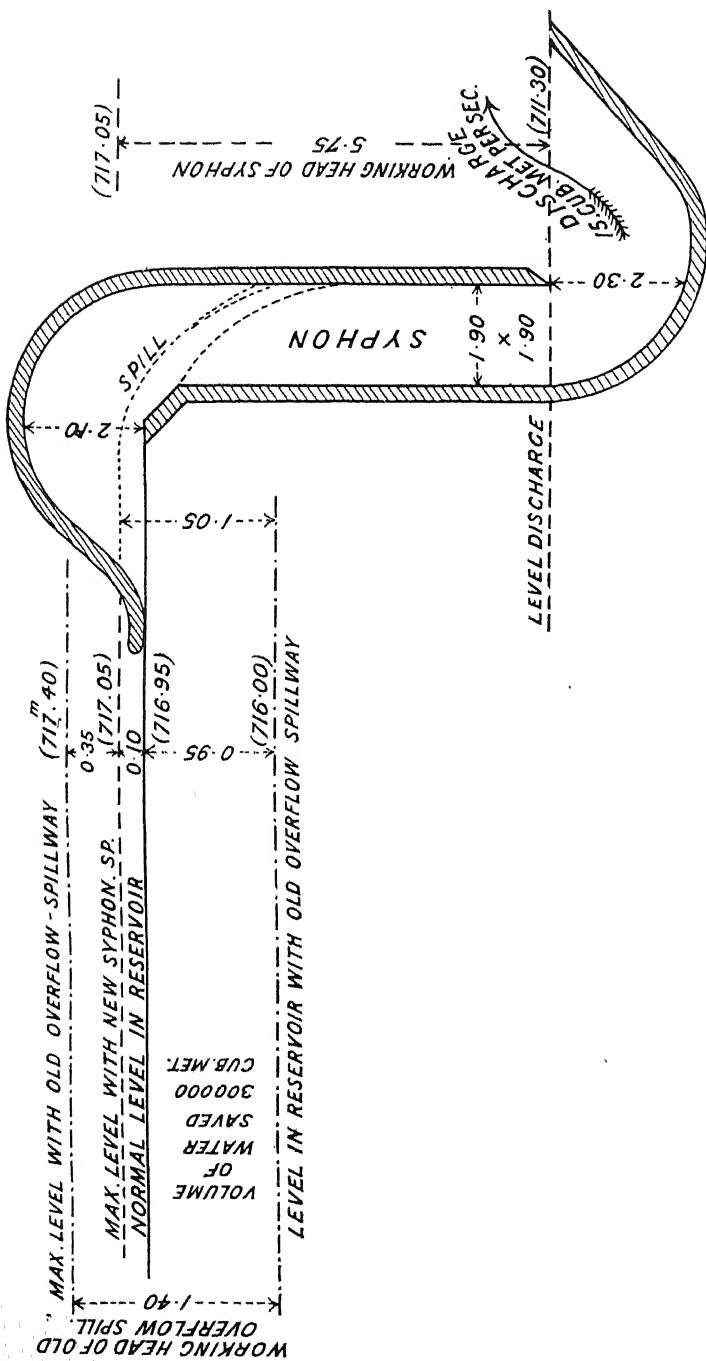 MAX. LEVEL WITH OLD OVERFLOW-SPILLWAY (717.40)
m
0.35
MAX. LEVEL WITH NEW SYPHON. SP. (717.05)
0.10
NORMAL LEVEL IN RESERVOIR (716.95)
VOLUME
OF
WATER
SAVED
300000
CUB. MET.
0.95
1.05
(716.00)
LEVEL IN RESERVOIR WITH OLD OVERFLOW SPILLWAY
WORKING HEAD OF OLD
OVERFLOW SPILL.
1.40
2.10
SPILL
SYPHON
1.90
×
1.90
(717.05)
WORKING HEAD OF SYPHON
5.75
DISCHARGE
15. CUB. MET PER SEC.
(711.30)
LEVEL DISCHARGE
2.30